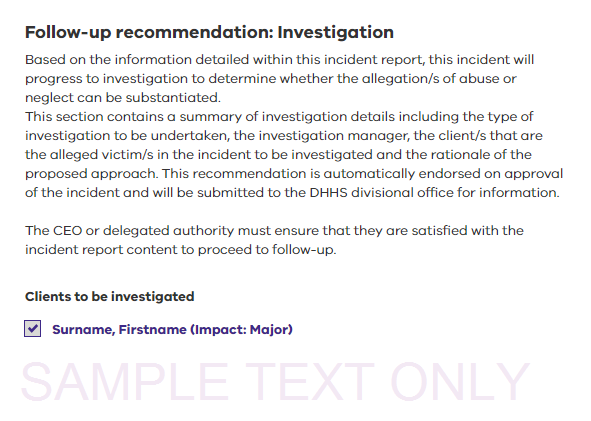 Follow-up recommendation: Investigation
Based on the information detailed within this incident report, this incident will
progress to investigation to determine whether the allegation/s of abuse or
neglect can be substantiated.
This section contains a summary of investigation details including the type of
investigation to be undertaken, the investigation manager, the client/s that are
the alleged victim/s in the incident to be investigated and the rationale of the
proposed approach. This recommendation is automatically endorsed on approval
of the incident and will be submitted to the DHHS divisional office for information.
The CEO or delegated authority must ensure that they are satisfied with the
incident report content to proceed to follow-up.
Clients to be investigated
Surname, Firstname (Impact: Major)
SAMPLE TEXT ONLY